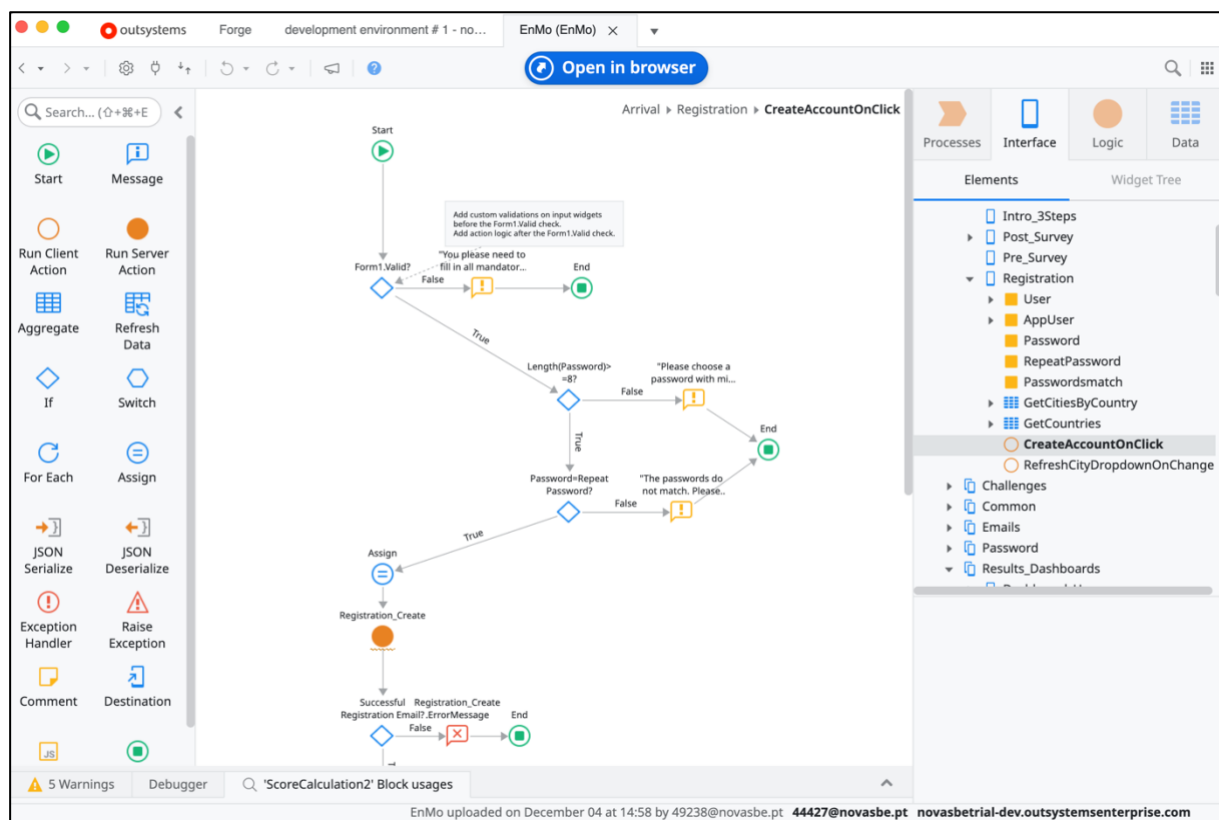 outsystems
Forge
development environment # 1 - no...
EnMo (EnMo)
Open in browser
Search... (⇧+⌘+E
Start
Message
Run Client
Action
Run Server
Action
Aggregate
Refresh
Data
If
Switch
For Each
Assign
JSON
Serialize
JSON
Deserialize
Exception
Handler
Raise
Exception
Comment
Destination
JS
Arrival ▸ Registration ▸ CreateAccountOnClick
Start
Add custom validations on input widgets
before the Form1.Valid check.
Add action logic after the Form1.Valid check.
Form1.Valid?
False
"You please need to
fill in all mandator...
End
True
Length(Password)>
=8?
False
"Please choose a
password with mi...
End
True
Password=Repeat
Password?
False
"The passwords do
not match. Please..
True
Assign
Registration_Create
Successful
Registration Email?
False
Registration_Create
.ErrorMessage
End
Processes
Interface
Logic
Data
Elements
Widget Tree
Intro_3Steps
Post_Survey
Pre_Survey
Registration
User
AppUser
Password
RepeatPassword
Passwordsmatch
GetCitiesByCountry
GetCountries
CreateAccountOnClick
RefreshCityDropdownOnChange
Challenges
Common
Emails
Password
Results_Dashboards
5 Warnings
Debugger
'ScoreCalculation2' Block usages
EnMo uploaded on December 04 at 14:58 by 49238@novasbe.pt 44427@novasbe.pt novasbetrial-dev.outsystemsenterprise.com